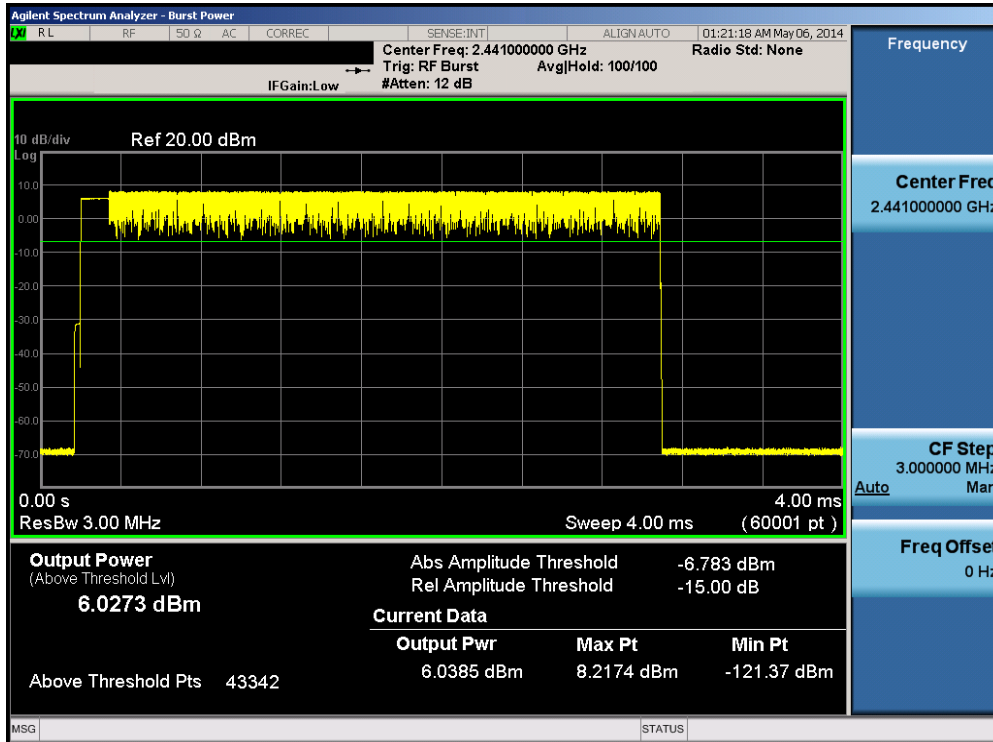 Agilent Spectrum Analyzer - Burst Power
LXI RL RF 50 Ω AC CORREC SENSE:INT ALIGN AUTO 01:21:18 AM May 06, 2014
Center Freq: 2.441000000 GHz Radio Std: None
Trig: RF Burst Avg|Hold: 100/100
IFGain:Low #Atten: 12 dB
10 dB/div Ref 20.00 dBm
Log
10.0
0.00
-10.0
-20.0
-30.0
-40.0
-50.0
-60.0
-70.0
0.00 s 4.00 ms
ResBw 3.00 MHz Sweep 4.00 ms (60001 pt)
Output Power
(Above Threshold Lvl)
6.0273 dBm
Above Threshold Pts 43342
Abs Amplitude Threshold -6.783 dBm
Rel Amplitude Threshold -15.00 dB
Current Data
Output Pwr Max Pt Min Pt
6.0385 dBm 8.2174 dBm -121.37 dBm
MSG STATUS
Frequency
Center Freq
2.441000000 GHz
CF Step
3.000000 MHz
Auto Man
Freq Offset
0 Hz